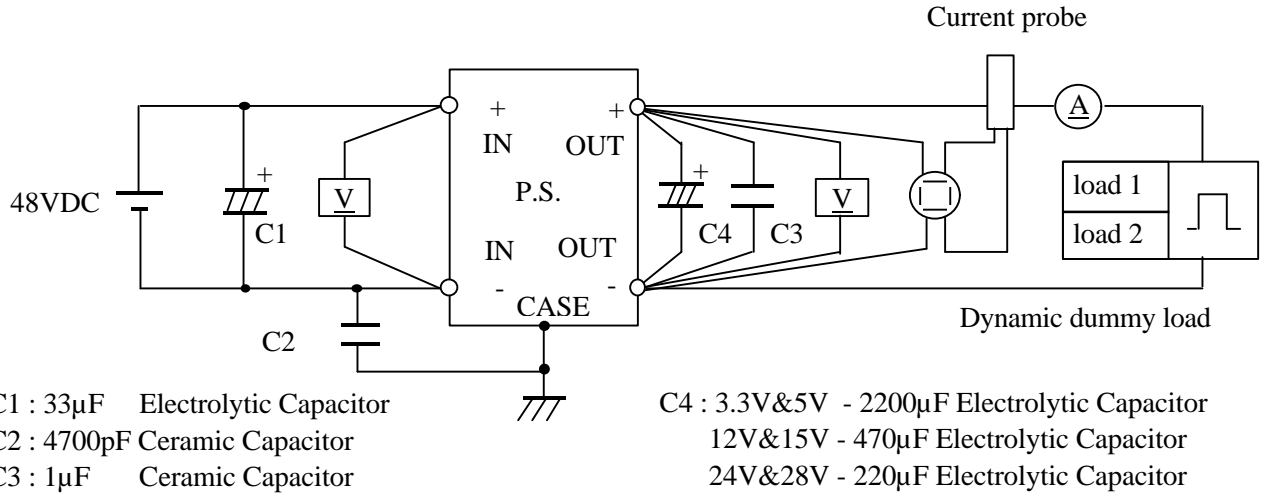 Current probe
+ +
IN OUT
P.S.
IN OUT
- -
CASE
48VDC
+
C1
V
C2
+
C4 C3
V
A
load 1
load 2
Dynamic dummy load
C1 : 33µF Electrolytic Capacitor
C2 : 4700pF Ceramic Capacitor
C3 : 1µF Ceramic Capacitor
C4 : 3.3V&5V - 2200µF Electrolytic Capacitor
12V&15V - 470µF Electrolytic Capacitor
24V&28V - 220µF Electrolytic Capacitor